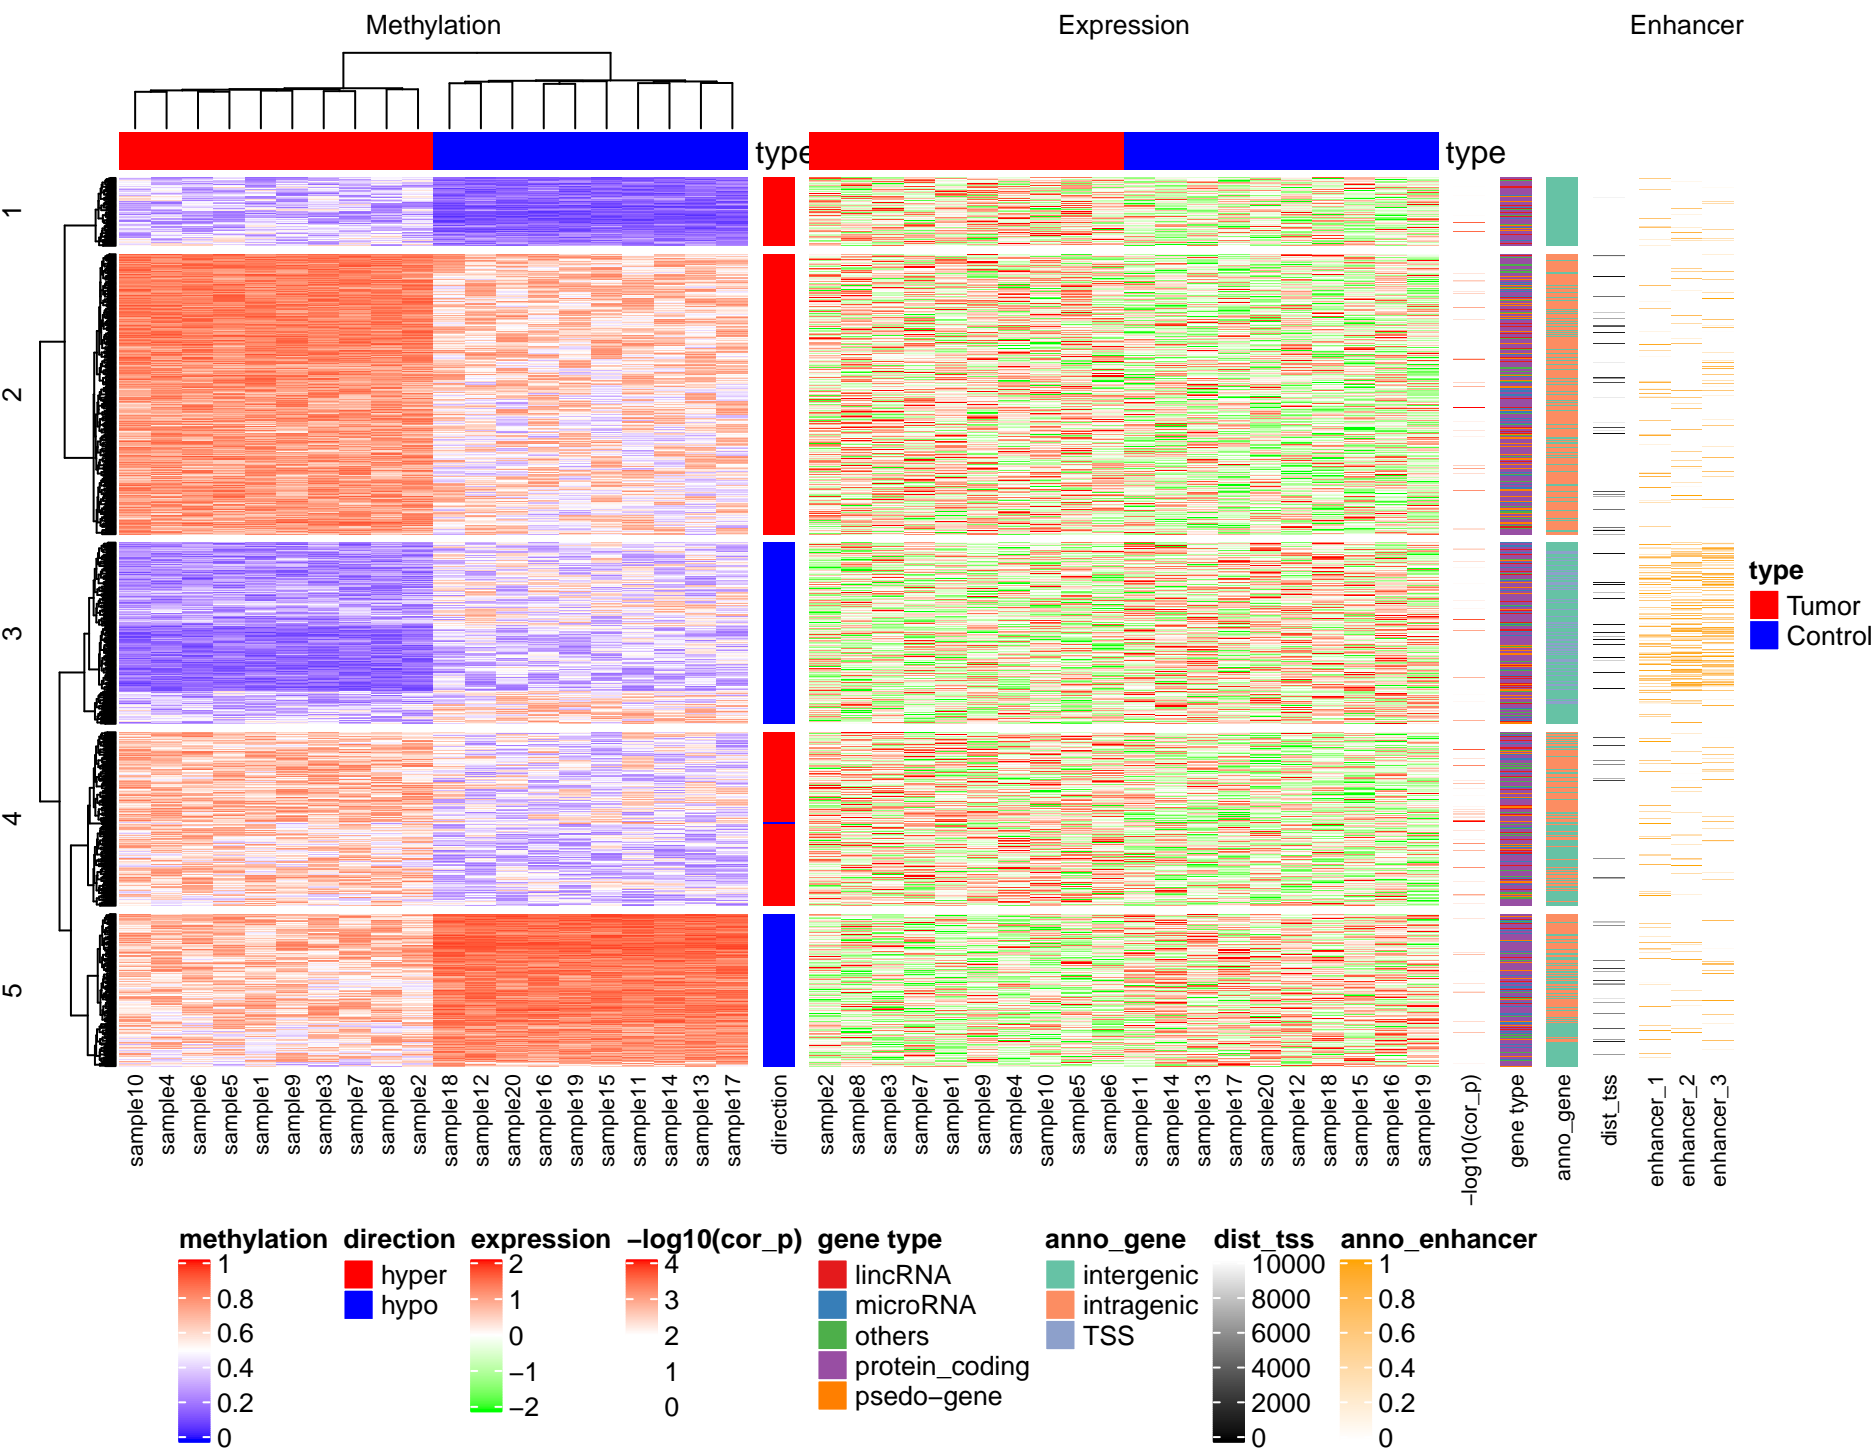 Methylation Expression Enhancer
type type
1
2
3
4
5
type
Tumor
Control
sample10 sample4 sample6 sample5 sample1 sample9 sample3 sample7 sample8 sample2 sample18 sample12 sample20 sample16 sample19 sample15 sample11 sample14 sample13 sample17 direction sample2 sample8 sample3 sample7 sample1 sample9 sample4 sample10 sample5 sample6 sample11 sample14 sample13 sample17 sample20 sample12 sample18 sample15 sample16 sample19 −log10(cor_p) gene type anno_gene dist_tss enhancer_1 enhancer_2 enhancer_3
methylation
1
0.8
0.6
0.4
0.2
0
direction
hyper
hypo
expression
2
1
0
−1
−2
−log10(cor_p)
4
3
2
1
0
gene type
lincRNA
microRNA
others
protein_coding
psedo−gene
anno_gene
intergenic
intragenic
TSS
dist_tss
10000
8000
6000
4000
2000
0
anno_enhancer
1
0.8
0.6
0.4
0.2
0